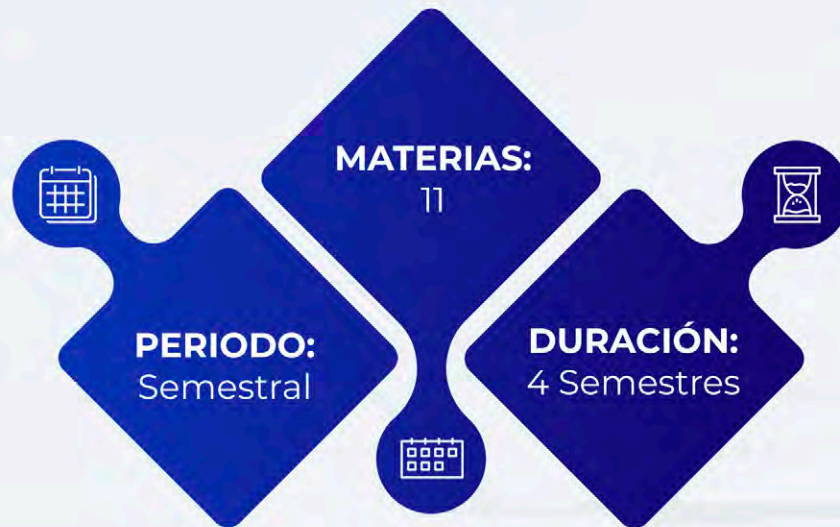 MATERIAS:
11
PERIODO:
Semestral
DURACIÓN:
4 Semestres